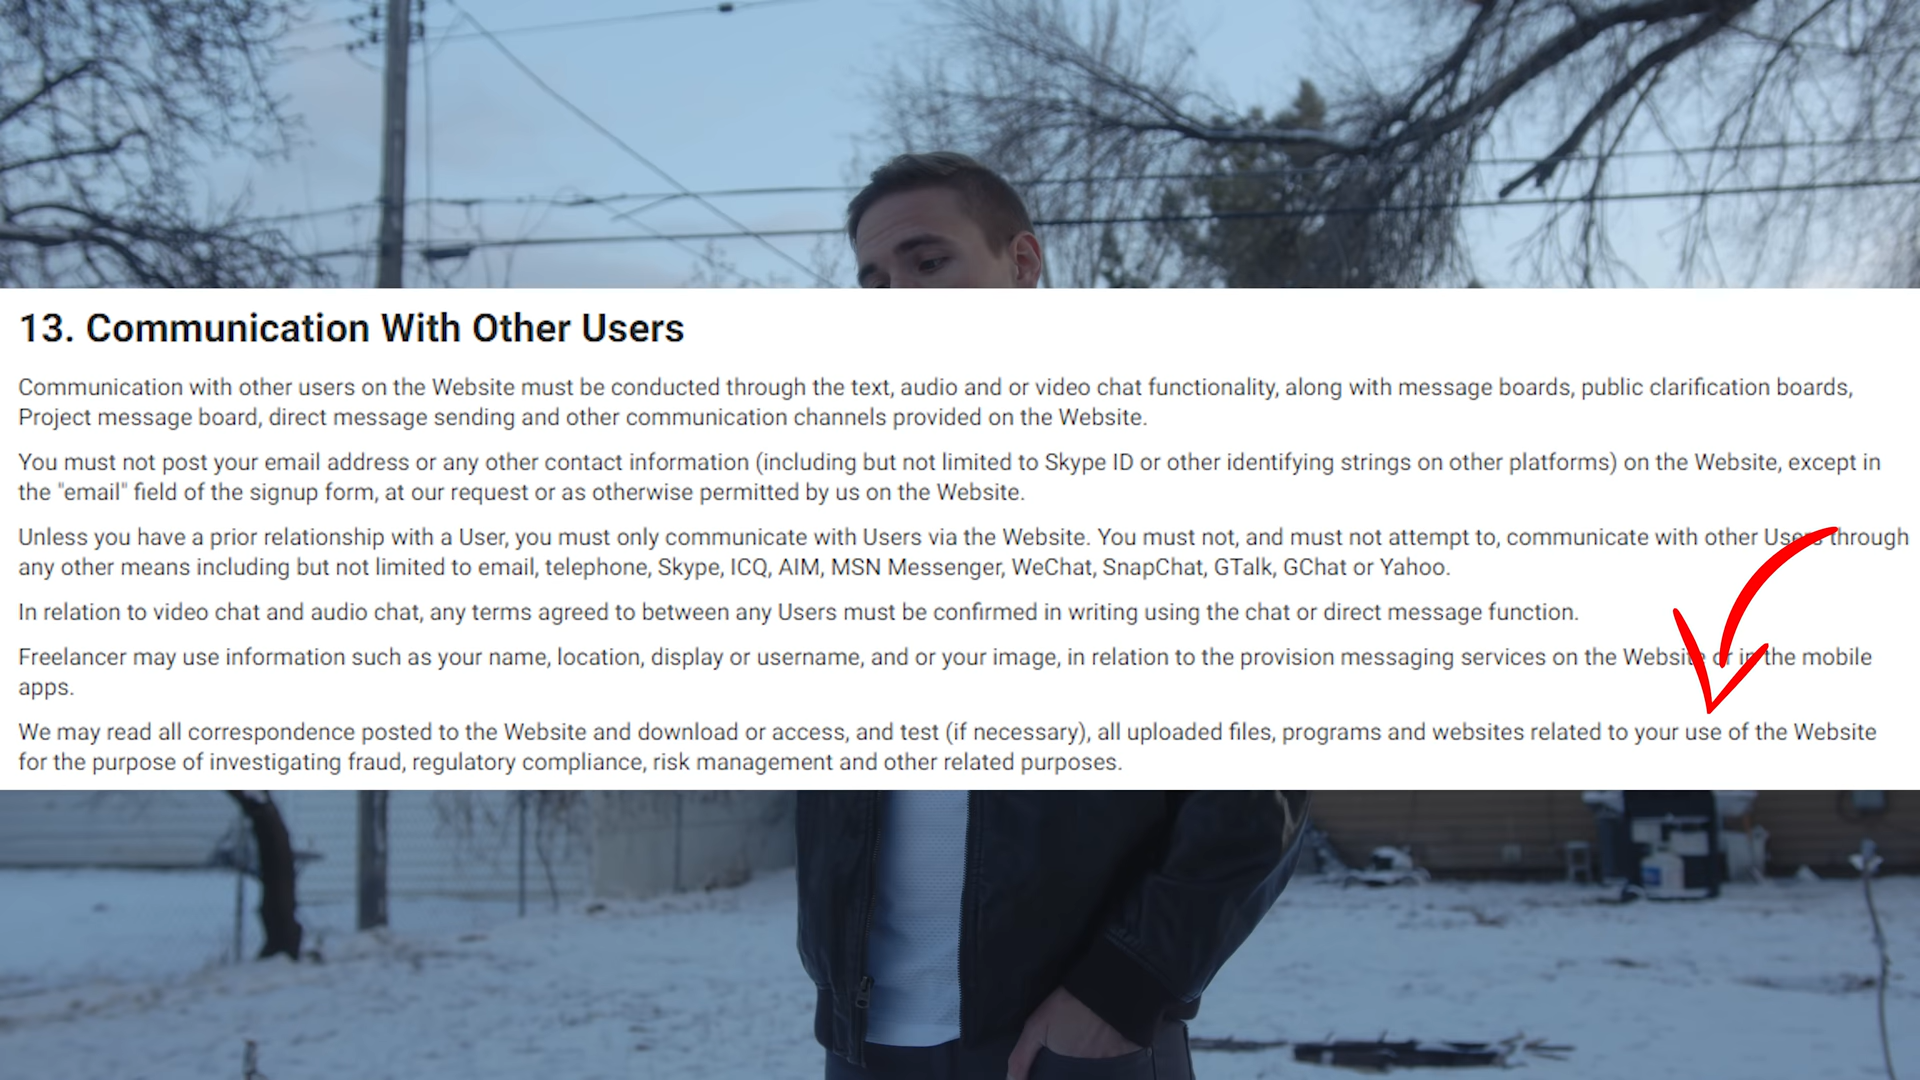 13. Communication With Other Users
Communication with other users on the Website must be conducted through the text, audio and or video chat functionality, along with message boards, public clarification boards,
Project message board, direct message sending and other communication channels provided on the Website.
You must not post your email address or any other contact information (including but not limited to Skype ID or other identifying strings on other platforms) on the Website, except in
the "email" field of the signup form, at our request or as otherwise permitted by us on the Website.
Unless you have a prior relationship with a User, you must only communicate with Users via the Website. You must not, and must not attempt to, communicate with other Users through
any other means including but not limited to email, telephone, Skype, ICQ, AIM, MSN Messenger, WeChat, SnapChat, GTalk, GChat or Yahoo.
In relation to video chat and audio chat, any terms agreed to between any Users must be confirmed in writing using the chat or direct message function.
Freelancer may use information such as your name, location, display or username, and or your image, in relation to the provision messaging services on the Website or in the mobile
apps.
We may read all correspondence posted to the Website and download or access, and test (if necessary), all uploaded files, programs and websites related to your use of the Website
for the purpose of investigating fraud, regulatory compliance, risk management and other related purposes.